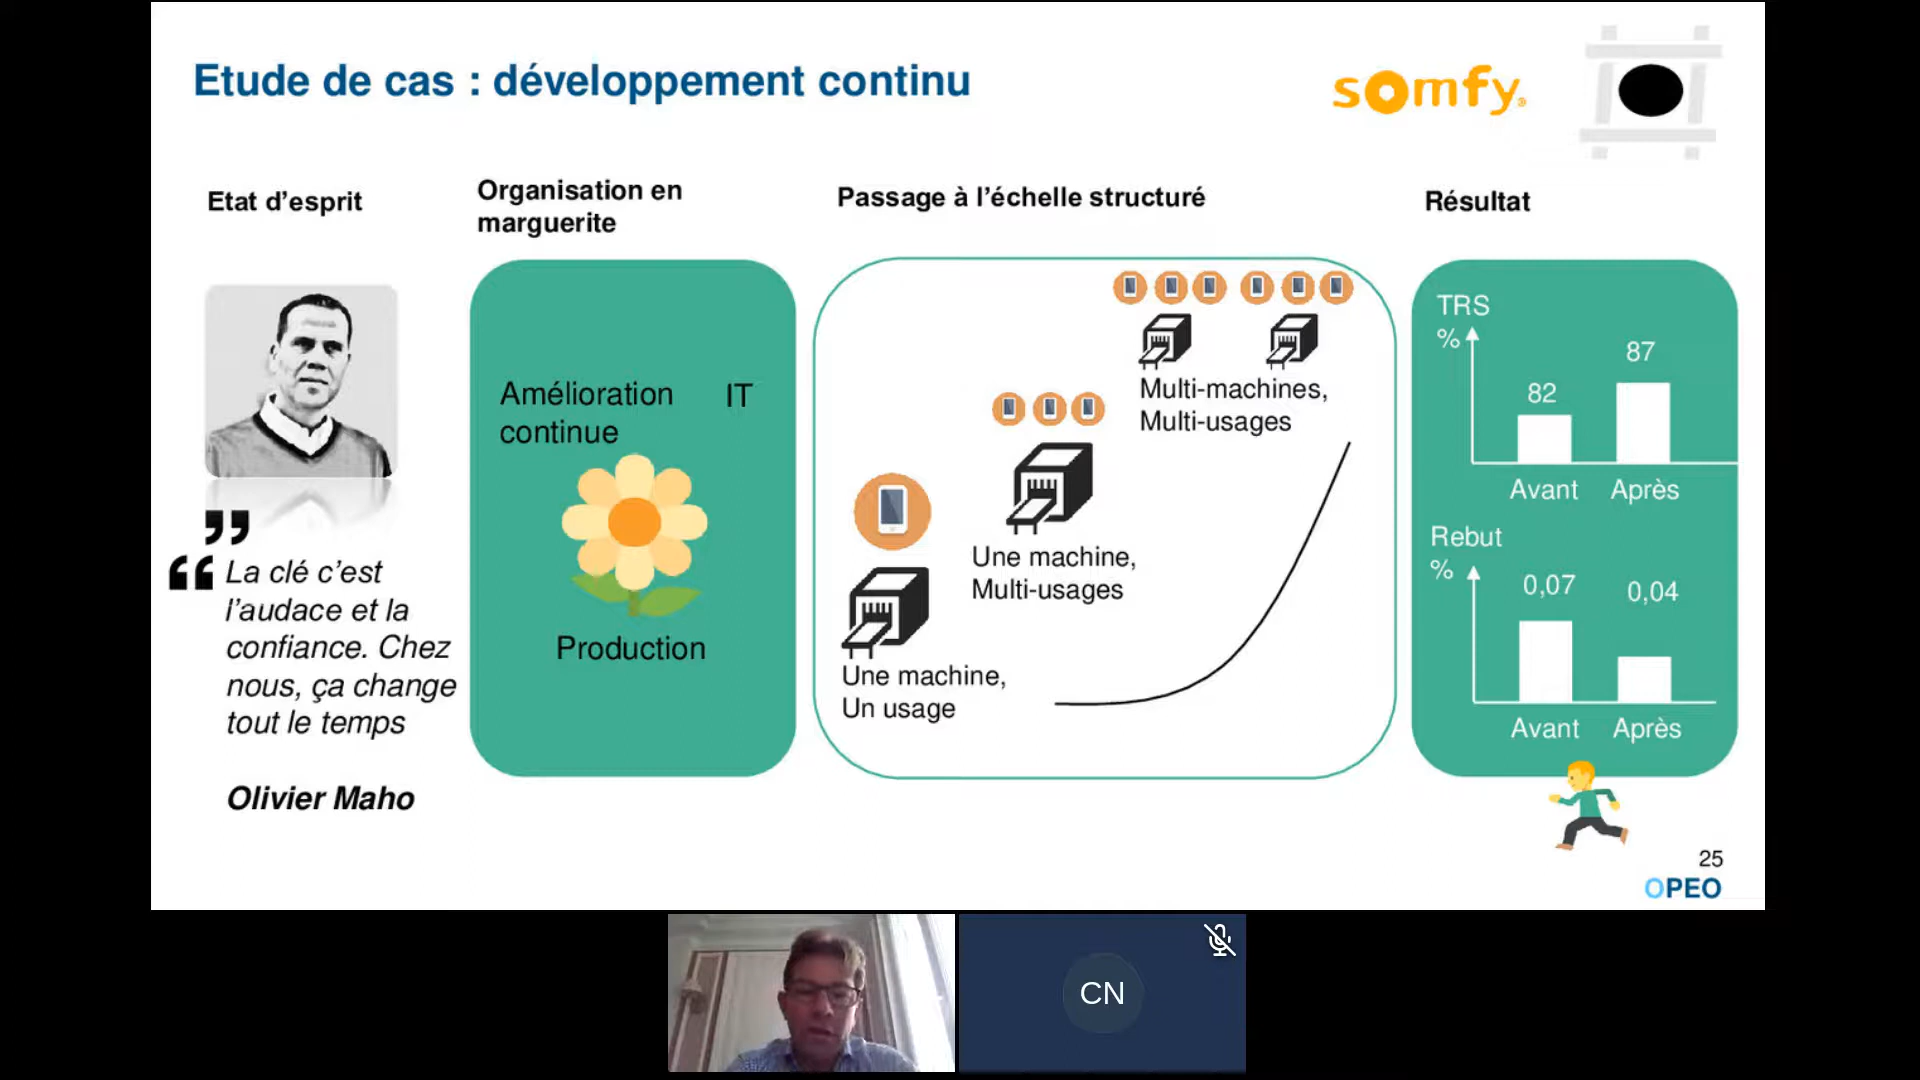 Etude de cas : développement continu
somfy®
Etat d’esprit
Organisation en
marguerite
Passage à l’échelle structuré
Résultat
”
“ La clé c’est
l’audace et la
confiance. Chez
nous, ça change
tout le temps
Olivier Maho
Amélioration
continue
IT
Production
Une machine,
Un usage
Une machine,
Multi-usages
Multi-machines,
Multi-usages
TRS
%
82
87
Avant
Après
Rebut
%
0,07
0,04
Avant
Après
25
OPEO
CN